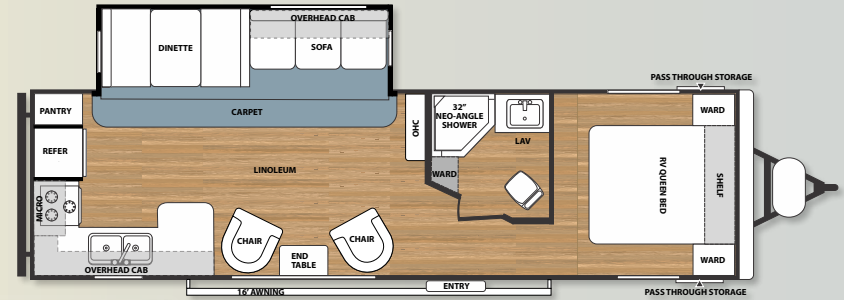 OVERHEAD CAB
DINETTE
SOFA
PASS THROUGH STORAGE
PANTRY
CARPET
OHC
32"
NEO-ANGLE
SHOWER
LAV
WARD
REFER
LINOLEUM
WARD
RV QUEEN BED
SHELF
MICRO
CHAIR
CHAIR
END
TABLE
WARD
OVERHEAD CAB
16' AWNING
ENTRY
PASS THROUGH STORAGE